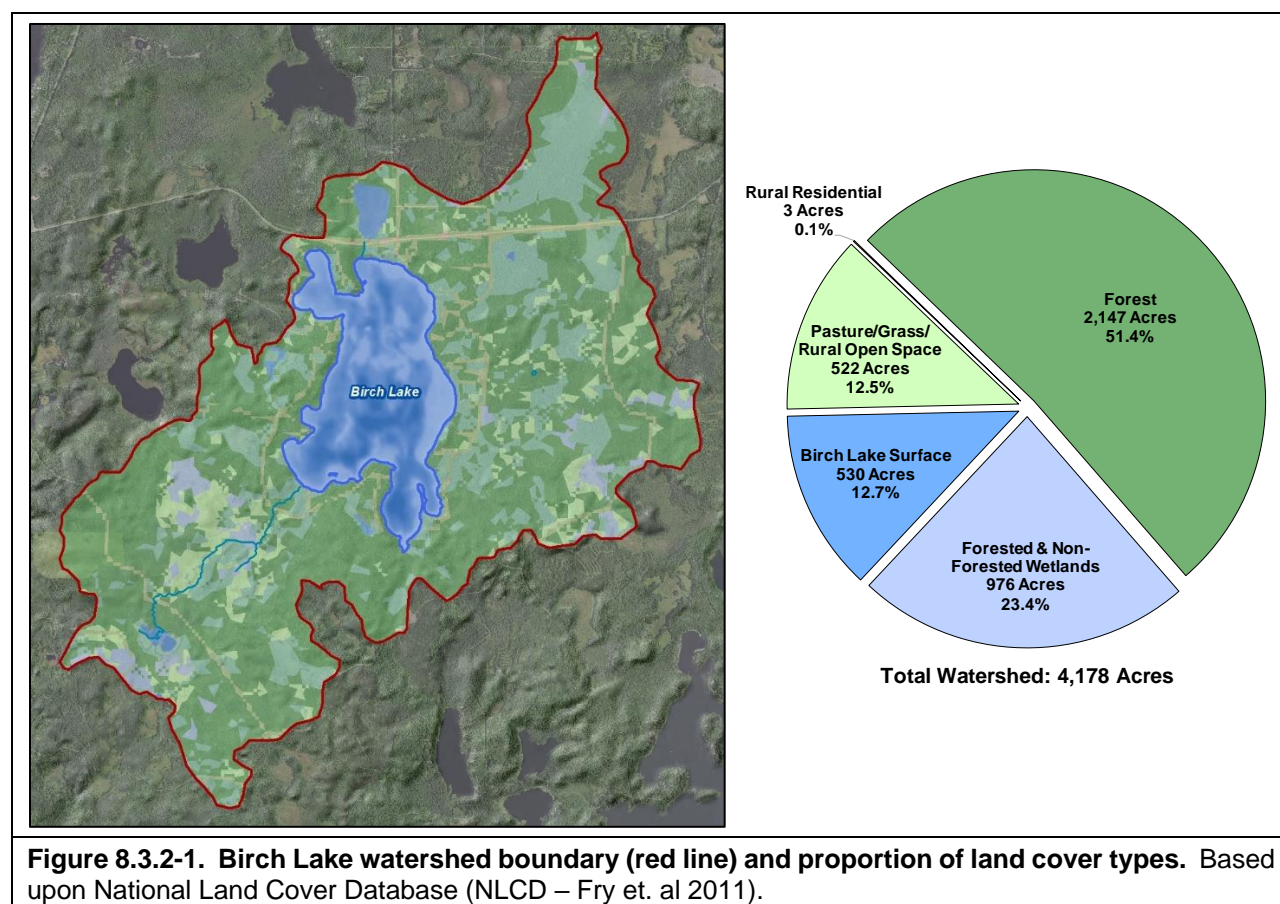 Birch Lake
Rural Residential
3 Acres
0.1%
Forest
2,147 Acres
51.4%
Pasture/Grass/
Rural Open Space
522 Acres
12.5%
Birch Lake Surface
530 Acres
12.7%
Forested & Non-
Forested Wetlands
976 Acres
23.4%
Total Watershed: 4,178 Acres
Figure 8.3.2-1. Birch Lake watershed boundary (red line) and proportion of land cover types. Based
upon National Land Cover Database (NLCD – Fry et. al 2011).